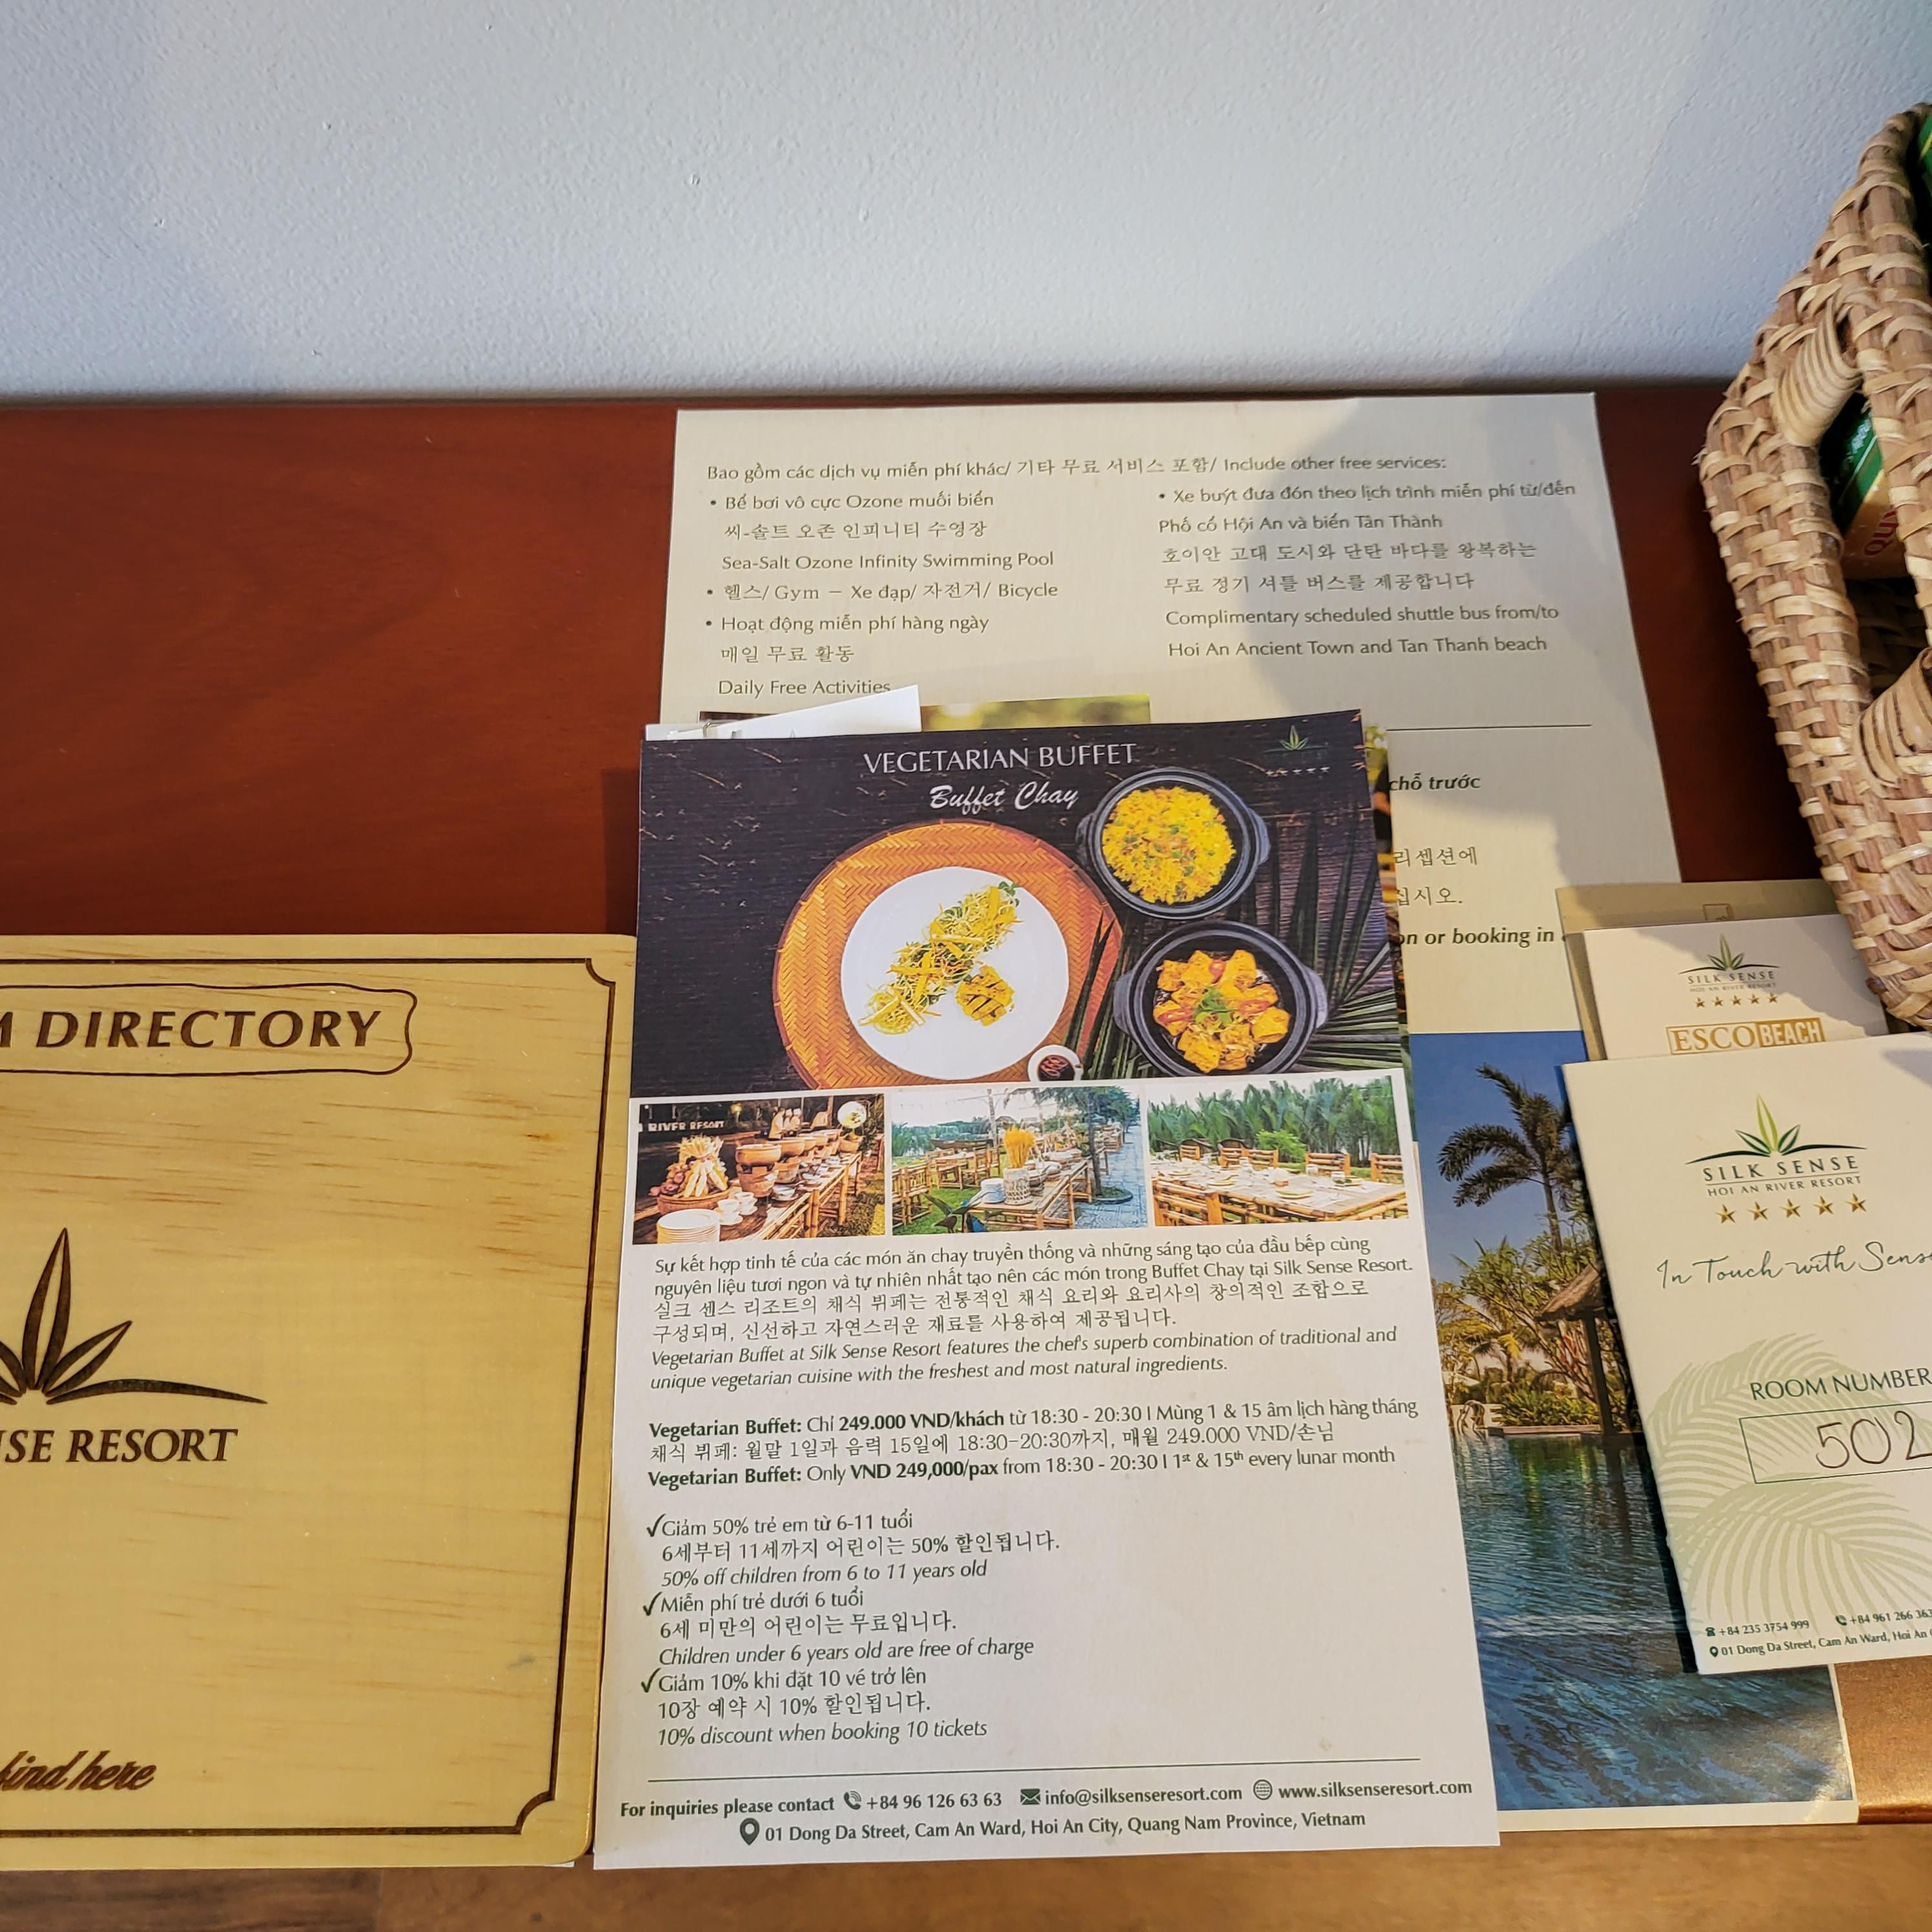 Bao gồm các dịch vụ miễn phí khác/ 기타 무료 서비스 포함/ Include other free services:
• Bể bơi vô cực Ozone muối biển
씨-솔트 오존 인피니티 수영장
Sea-Salt Ozone Infinity Swimming Pool
• 헬스/ Gym – Xe đạp/ 자전거/ Bicycle
• Hoạt động miễn phí hàng ngày
매일 무료 활동
Daily Free Activities
• Xe buýt đưa đón theo lịch trình miễn phí từ/đến
Phố cổ Hội An và biển Tân Thành
호이안 고대 도시와 단탄 바다를 왕복하는
무료 정기 셔틀 버스를 제공합니다
Complimentary scheduled shuttle bus from/to
Hoi An Ancient Town and Tan Thanh beach
chỗ trước
리셉션에
십시오.
on or booking in
DIRECTORY
SE RESORT
find here
VEGETARIAN BUFFET
Buffet Chay
RIVER RESORT
Sự kết hợp tinh tế của các món ăn chay truyền thống và những sáng tạo của đầu bếp cùng
nguyên liệu tươi ngon và tự nhiên nhất tạo nên các món trong Buffet Chay tại Silk Sense Resort.
실크 센스 리조트의 채식 뷔페는 전통적인 채식 요리와 요리사의 창의적인 조합으로
구성되며, 신선하고 자연스러운 재료를 사용하여 제공됩니다.
Vegetarian Buffet at Silk Sense Resort features the chef's superb combination of traditional and
unique vegetarian cuisine with the freshest and most natural ingredients.
Vegetarian Buffet: Chỉ 249.000 VND/khách từ 18:30 - 20:30 I Mùng 1 & 15 âm lịch hàng tháng
채식 뷔페: 월말 1일과 음력 15일에 18:30-20:30까지, 매월 249.000 VND/손님
Vegetarian Buffet: Only VND 249,000/pax from 18:30 - 20:30 I 1st & 15th every lunar month
✓Giảm 50% trẻ em từ 6-11 tuổi
6세부터 11세까지 어린이는 50% 할인됩니다.
50% off children from 6 to 11 years old
✓Miễn phí trẻ dưới 6 tuổi
6세 미만의 어린이는 무료입니다.
Children under 6 years old are free of charge
✓Giảm 10% khi đặt 10 vé trở lên
10장 예약 시 10% 할인됩니다.
10% discount when booking 10 tickets
For inquiries please contact +84 96 126 63 63 info@silksenseresort.com www.silksenseresort.com
01 Dong Da Street, Cam An Ward, Hoi An City, Quang Nam Province, Vietnam
SILK SENSE
HOI AN RIVER RESORT
ESCO BEACH
SILK SENSE
HOI AN RIVER RESORT
In Touch with Sens
ROOM NUMBER
502
+84 235 3754 999 +84 961 266 363
01 Dong Da Street, Cam An Ward, Hoi An